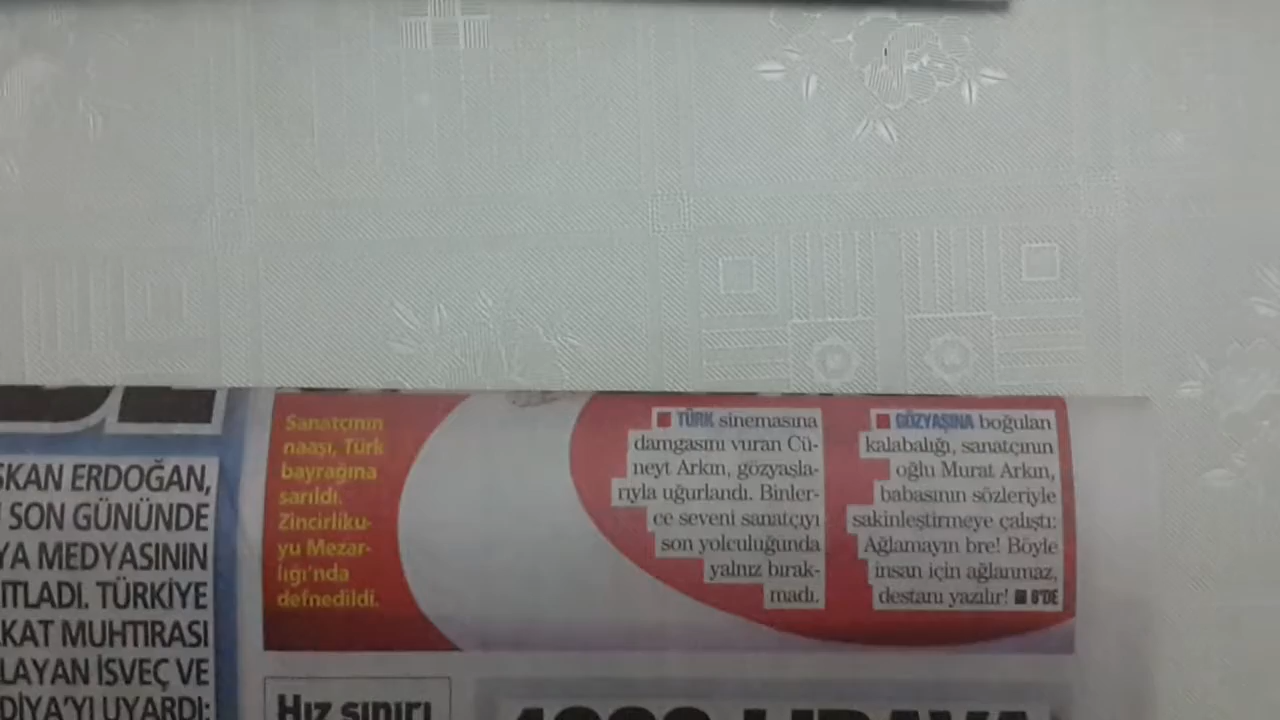 Sanatçının
naaşı, Türk
bayrağına
sarıldı.
Zincirliku-
yu Mezar-
lığı'nda
defnedildi.
TÜRK sinemasına
damgasını vuran Cü-
neyt Arkın, gözyaşla-
rıyla uğurlandı. Binler-
ce seveni sanatçıyı
son yolculuğunda
yalnız bırak-
madı.
GÖZYAŞINA boğulan
kalabalığı, sanatçının
oğlu Murat Arkın,
babasının sözleriyle
sakinleştirmeye çalıştı:
Ağlamayın bre! Böyle
insan için ağlanmaz,
destanı yazılır! 6'DE
ŞKAN ERDOĞAN,
SON GÜNÜNDE
YA MEDYASININ
ITLADI. TÜRKİYE
KAT MUHTIRASI
LAYAN İSVEÇ VE
DİYA'YI UYARDI:
Hız sınırı